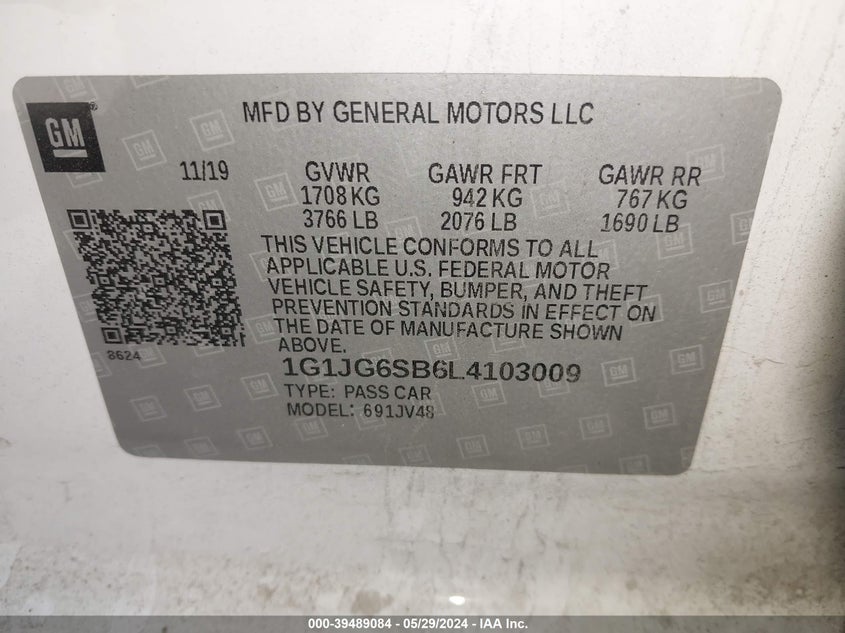 GM
MFD BY GENERAL MOTORS LLC
11/19 GVWR GAWR FRT GAWR RR
1708 KG 942 KG 767 KG
3766 LB 2076 LB 1690 LB
THIS VEHICLE CONFORMS TO ALL
APPLICABLE U.S. FEDERAL MOTOR
VEHICLE SAFETY, BUMPER, AND THEFT
PREVENTION STANDARDS IN EFFECT ON
THE DATE OF MANUFACTURE SHOWN
ABOVE.
8624
1G1JG6SB6L4103009
TYPE: PASS CAR
MODEL: 691JV48
000-39489084 - 05/29/2024 - IAA Inc.